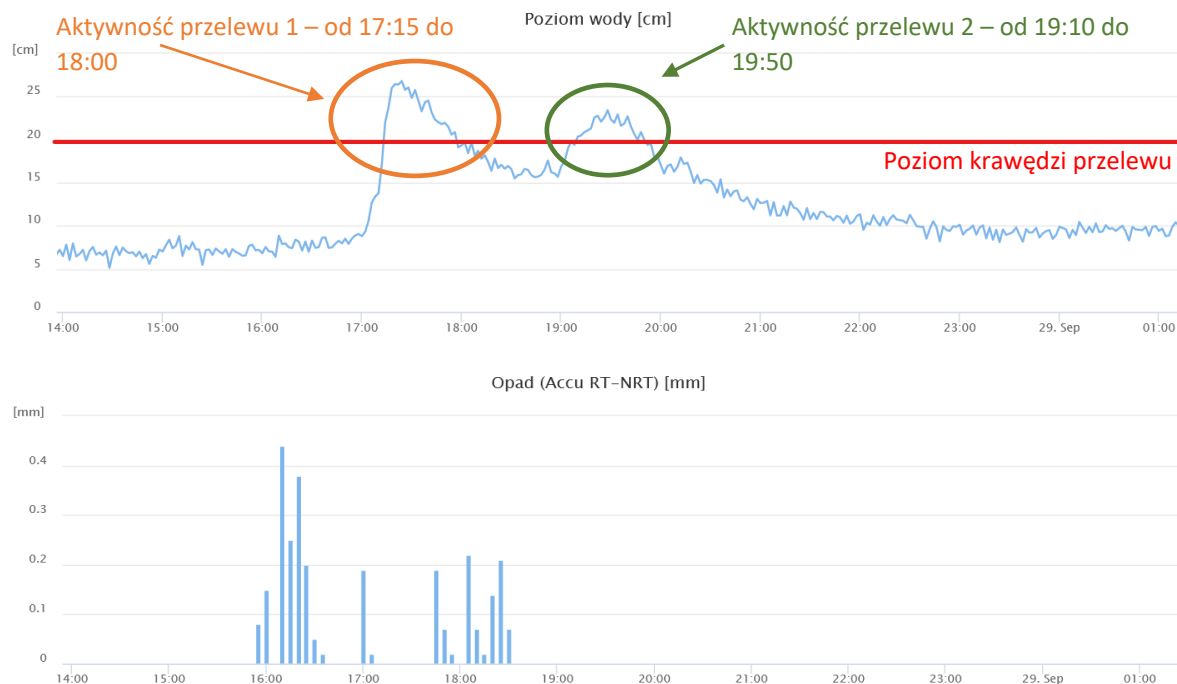 Poziom wody [cm]
Aktywność przelewu 1 – od 17:15 do
18:00
Aktywność przelewu 2 – od 19:10 do
19:50
[cm]
25
20
15
10
5
0
Poziom krawędzi przelewu
14:00 15:00 16:00 17:00 18:00 19:00 20:00 21:00 22:00 23:00 29. Sep 01:00
Opad (Accu RT-NRT) [mm]
[mm]
0.4
0.3
0.2
0.1
0
14:00 15:00 16:00 17:00 18:00 19:00 20:00 21:00 22:00 23:00 29. Sep 01:00